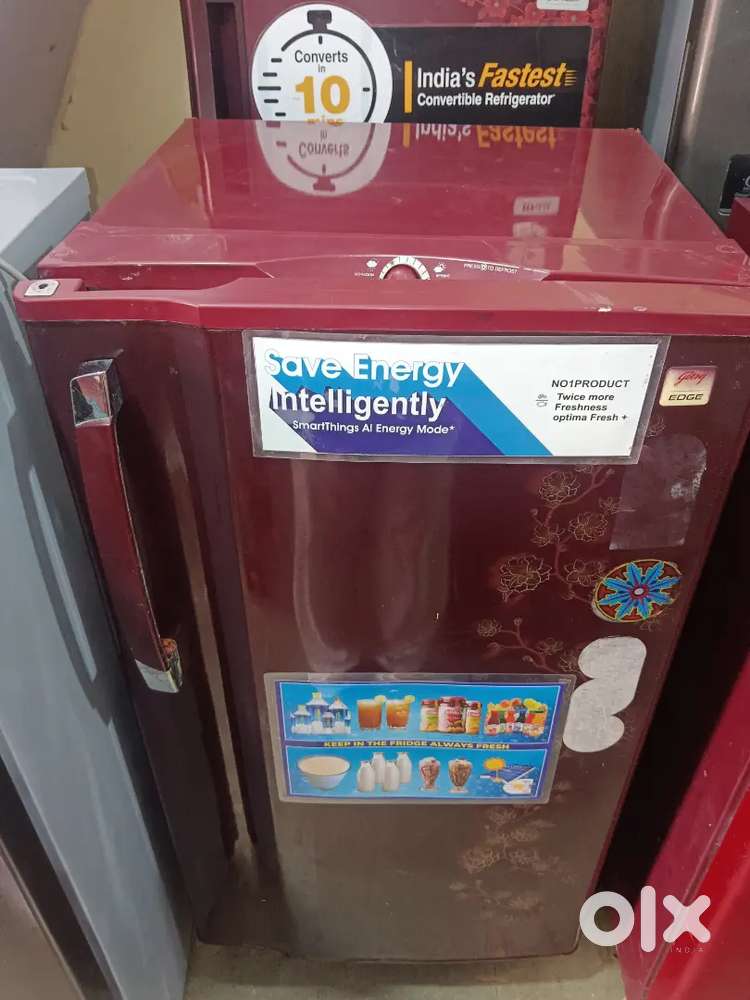 Converts
in
10
India's Fastest
Convertible Refrigerator
PRESS TO DEFROST
Save Energy
Intelligently
SmartThings AI Energy Mode*
NO1PRODUCT
Twice more
Freshness
optima Fresh +
Godrej
EDGE
KEEP IN THE FRIDGE ALWAYS FRESH
olx
INDIA